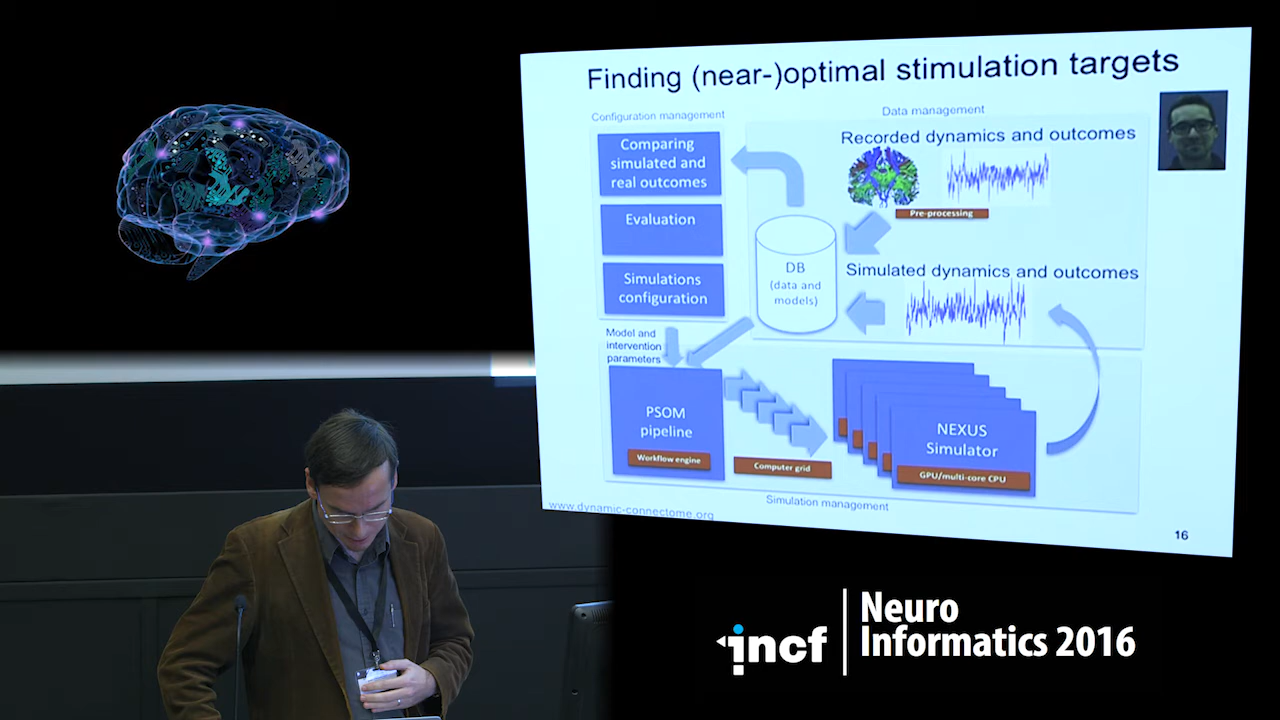 Finding (near-)optimal stimulation targets
Configuration management
Data management
Comparing
simulated and
real outcomes
Evaluation
Simulations
configuration
Recorded dynamics and outcomes
Pre-processing
DB
(data and
models)
Simulated dynamics and outcomes
Model and
intervention
parameters
PSOM
pipeline
Workflow engine
Computer grid
NEXUS
Simulator
GPU/multi-core CPU
Simulation management
www.dynamic-connectome.org
16
incf
Neuro
Informatics 2016